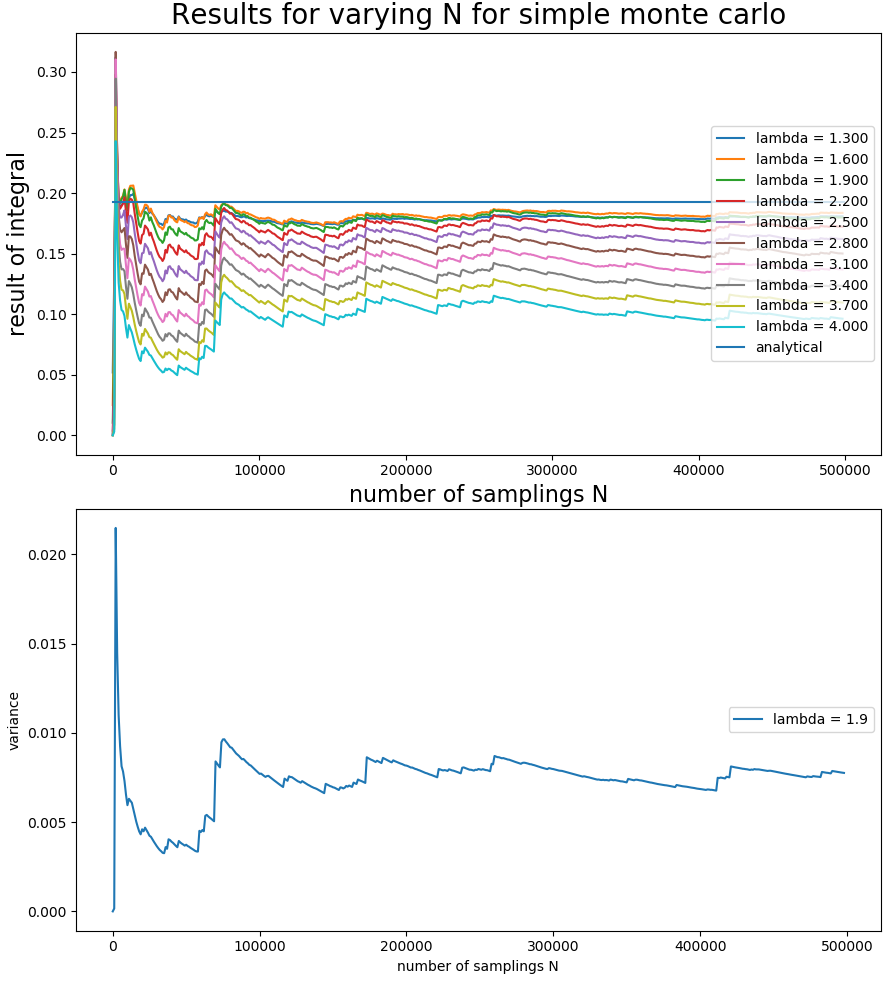 Results for varying N for simple monte carlo
result of integral
0.30
0.25
0.20
0.15
0.10
0.05
0.00
lambda = 1.300
lambda = 1.600
lambda = 1.900
lambda = 2.200
lambda = 2.500
lambda = 2.800
lambda = 3.100
lambda = 3.400
lambda = 3.700
lambda = 4.000
analytical
0 100000 200000 300000 400000 500000
number of samplings N
variance
0.020
0.015
0.010
0.005
0.000
lambda = 1.9
0 100000 200000 300000 400000 500000
number of samplings N